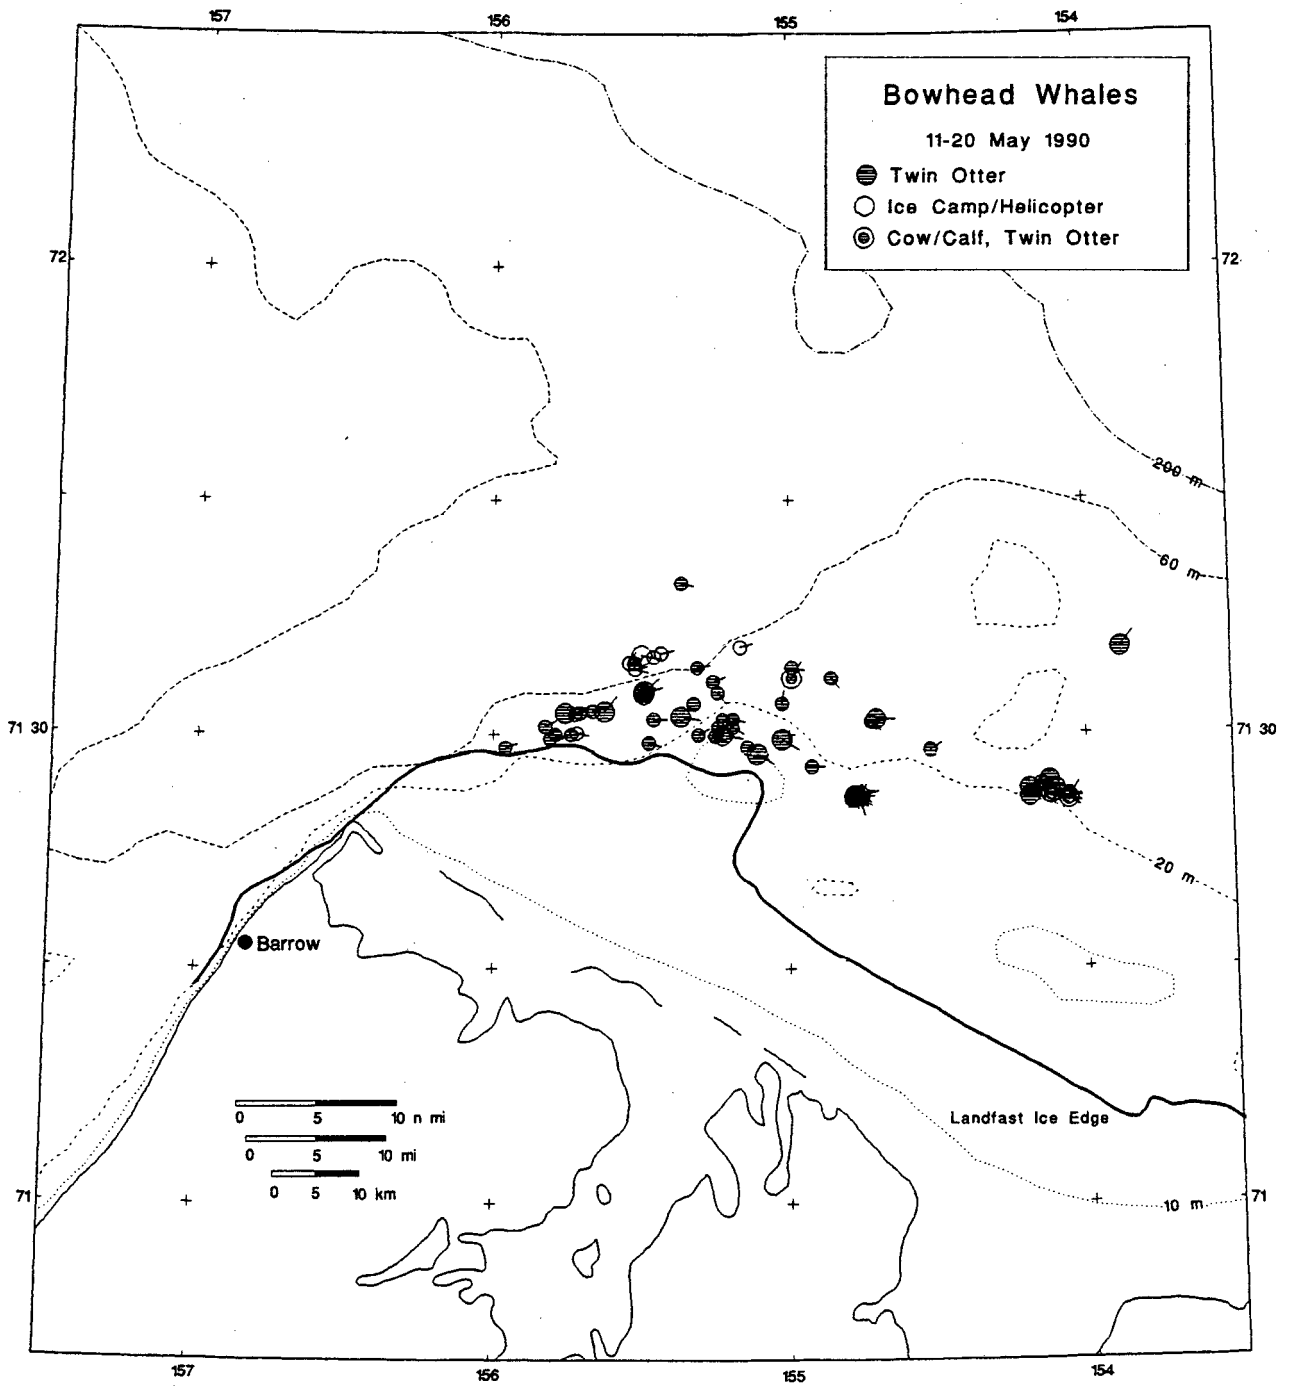 157 156 155 154
Bowhead Whales
11-20 May 1990
Twin Otter
Ice Camp/Helicopter
Cow/Calf, Twin Otter
72 72
200 m
60 m
71 30 71 30
20 m
Barrow
0 5 10 n mi
0 5 10 mi
0 5 10 km
Landfast Ice Edge
71 71
10 m
157 156 155 154